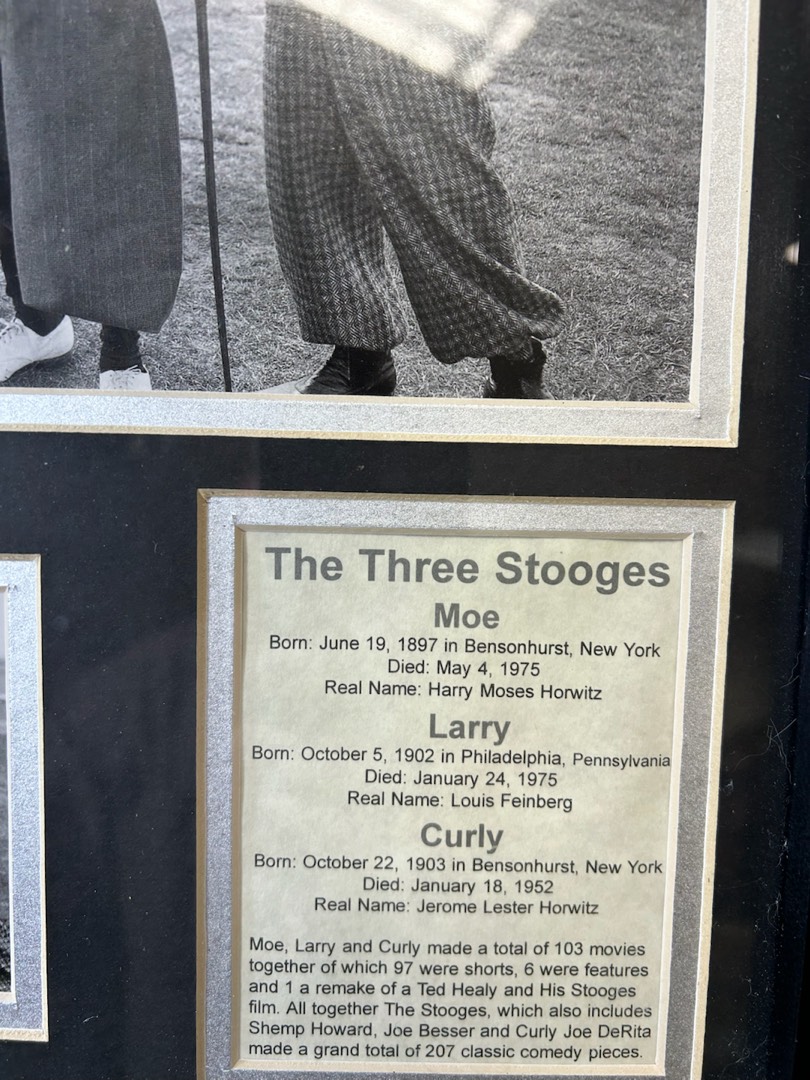 The Three Stooges
Moe
Born: June 19, 1897 in Bensonhurst, New York
Died: May 4, 1975
Real Name: Harry Moses Horwitz
Larry
Born: October 5, 1902 in Philadelphia, Pennsylvania
Died: January 24, 1975
Real Name: Louis Feinberg
Curly
Born: October 22, 1903 in Bensonhurst, New York
Died: January 18, 1952
Real Name: Jerome Lester Horwitz
Moe, Larry and Curly made a total of 103 movies
together of which 97 were shorts, 6 were features
and 1 a remake of a Ted Healy and His Stooges
film. All together The Stooges, which also includes
Shemp Howard, Joe Besser and Curly Joe DeRita
made a grand total of 207 classic comedy pieces.